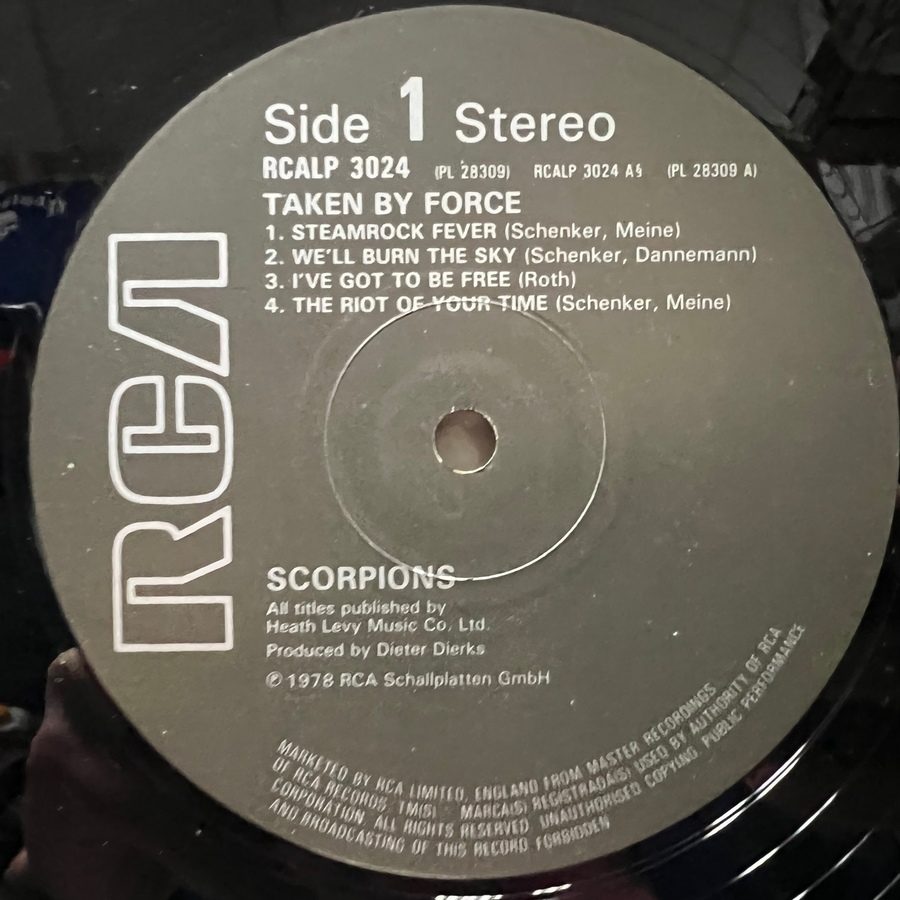 Side 1 Stereo
RCALP 3024 (PL 28309) RCALP 3024 A§ (PL 28309 A)
TAKEN BY FORCE
1. STEAMROCK FEVER (Schenker, Meine)
2. WE'LL BURN THE SKY (Schenker, Dannemann)
3. I'VE GOT TO BE FREE (Roth)
4. THE RIOT OF YOUR TIME (Schenker, Meine)
RCA
SCORPIONS
All titles published by
Heath Levy Music Co. Ltd.
Produced by Dieter Dierks
℗ 1978 RCA Schallplatten GmbH
MARKETED BY RCA LIMITED, ENGLAND FROM MASTER RECORDINGS
OF RCA RECORDS. TM(S) MARCA(S) REGISTRADA(S) USED BY AUTHORITY OF RCA
CORPORATION. ALL RIGHTS RESERVED. UNAUTHORISED COPYING PUBLIC PERFORMANCE
AND BROADCASTING OF THIS RECORD FORBIDDEN